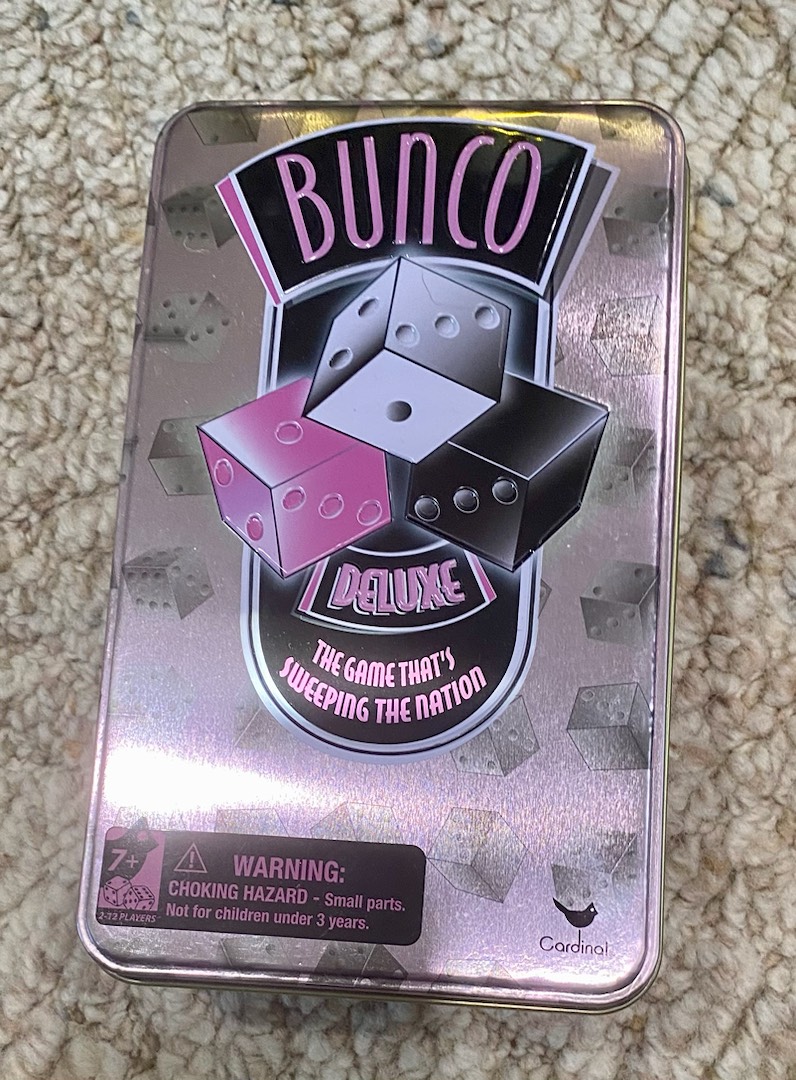 BUNCO
DELUXE
THE GAME THAT'S
SWEEPING THE NATION
7+
2-12 PLAYERS
WARNING:
CHOKING HAZARD - Small parts.
Not for children under 3 years.
Cardinal